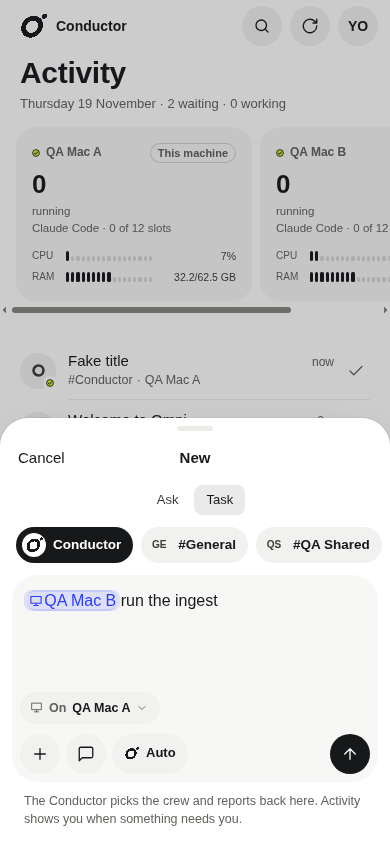 Conductor
YO
Activity
Thursday 19 November · 2 waiting · 0 working
QA Mac A
This machine
0
running
Claude Code · 0 of 12 slots
CPU
7%
RAM
32.2/62.5 GB
QA Mac B
0
running
Claude Code · 0 of 12
CPU
RAM
Fake title
now
#Conductor · QA Mac A
Cancel
New
Ask
Task
Conductor
GE #General
QS #QA Shared
QA Mac B run the ingest
On QA Mac A
Auto
The Conductor picks the crew and reports back here. Activity
shows you when something needs you.